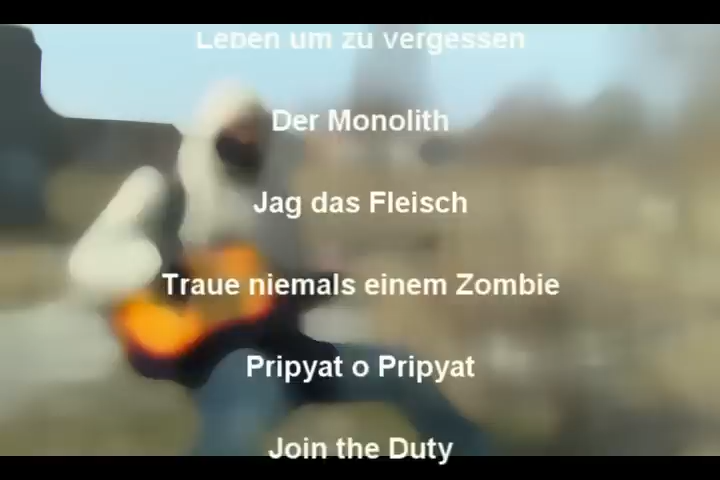 Leben um zu vergessen
Der Monolith
Jag das Fleisch
Traue niemals einem Zombie
Pripyat o Pripyat
Join the Duty